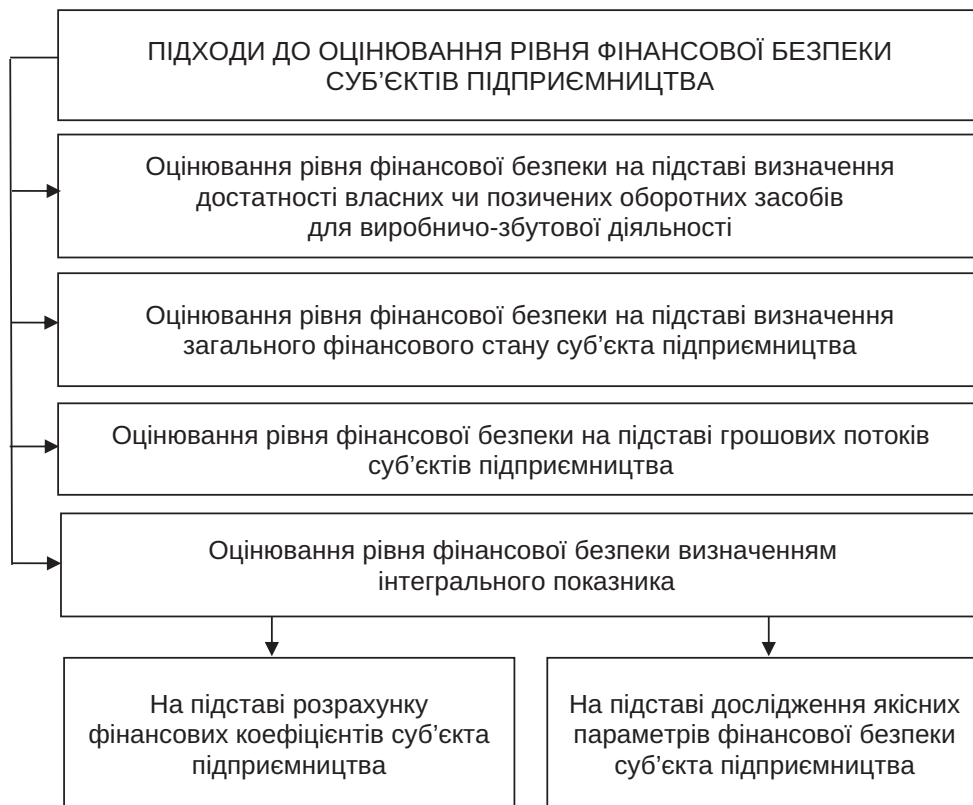 ПІДХОДИ ДО ОЦІНЮВАННЯ РІВНЯ ФІНАНСОВОЇ БЕЗПЕКИ
СУБ’ЄКТІВ ПІДПРИЄМНИЦТВА
Оцінювання рівня фінансової безпеки на підставі визначення
достатності власних чи позичених оборотних засобів
для виробничо-збутової діяльності
Оцінювання рівня фінансової безпеки на підставі визначення
загального фінансового стану суб’єкта підприємництва
Оцінювання рівня фінансової безпеки на підставі грошових потоків
суб’єктів підприємництва
Оцінювання рівня фінансової безпеки визначенням
інтегрального показника
На підставі розрахунку
фінансових коефіцієнтів суб’єкта
підприємництва
На підставі дослідження якісних
параметрів фінансової безпеки
суб’єкта підприємництва